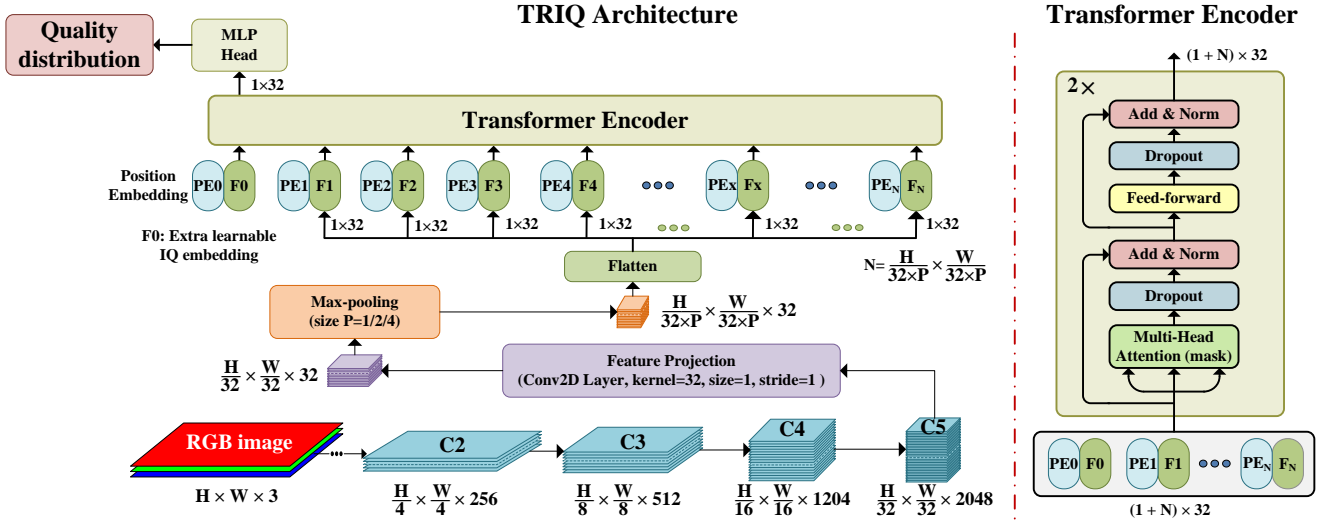 TRIQ Architecture
Quality
distribution
MLP
Head
1×32
Transformer Encoder
Position
Embedding
PE0 F0
PE1 F1
PE2 F2
PE3 F3
PE4 F4
PEx Fx
PE_N F_N
1×32
1×32
1×32
1×32
1×32
1×32
F0: Extra learnable
IQ embedding
Flatten
N= H/32×P × W/32×P
Max-pooling
(size P=1/2/4)
H/32×P × W/32×P × 32
H/32 × W/32 × 32
Feature Projection
(Conv2D Layer, kernel=32, size=1, stride=1 )
RGB image
...
C2
C3
C4
C5
H × W × 3
H/4 × W/4 × 256
H/8 × W/8 × 512
H/16 × W/16 × 1204
H/32 × W/32 × 2048
Transformer Encoder
(1 + N) × 32
2×
Add & Norm
Dropout
Feed-forward
Add & Norm
Dropout
Multi-Head
Attention (mask)
PE0 F0
PE1 F1
PE_N F_N
(1 + N) × 32